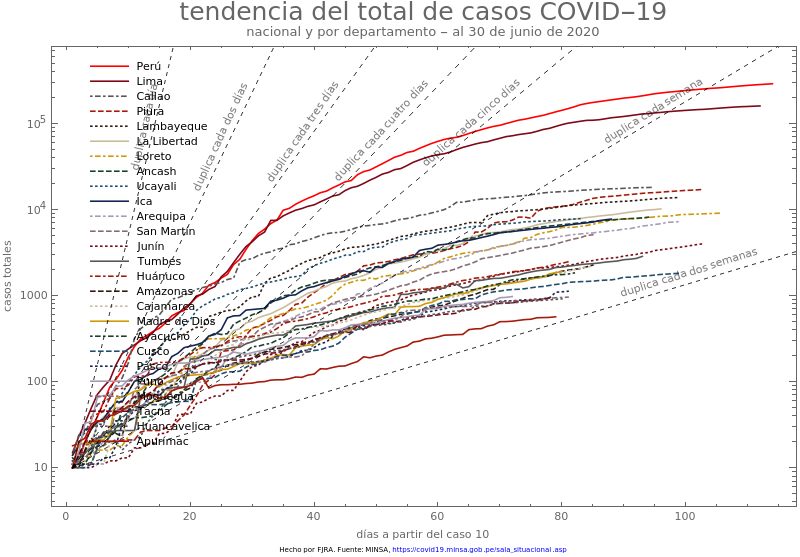 tendencia del total de casos COVID–19
nacional y por departamento – al 30 de junio de 2020
Perú
Lima
Callao
Piura
Lambayeque
La Libertad
Loreto
Ancash
Ucayali
Ica
Arequipa
San Martín
Junín
Tumbes
Huánuco
Amazonas
Cajamarca
Madre de Dios
Ayacucho
Cusco
Pasco
Puno
Moquegua
Tacna
Huancavelica
Apurímac
duplica cada dos días
duplica cada tres días
duplica cada cuatro días
duplica cada cinco días
duplica cada semana
duplica cada dos semanas
casos totales
10⁵
10⁴
1000
100
10
0
20
40
60
80
100
días a partir del caso 10
Hecho por FJRA. Fuente: MINSA, https://covid19.minsa.gob.pe/sala_situacional.asp